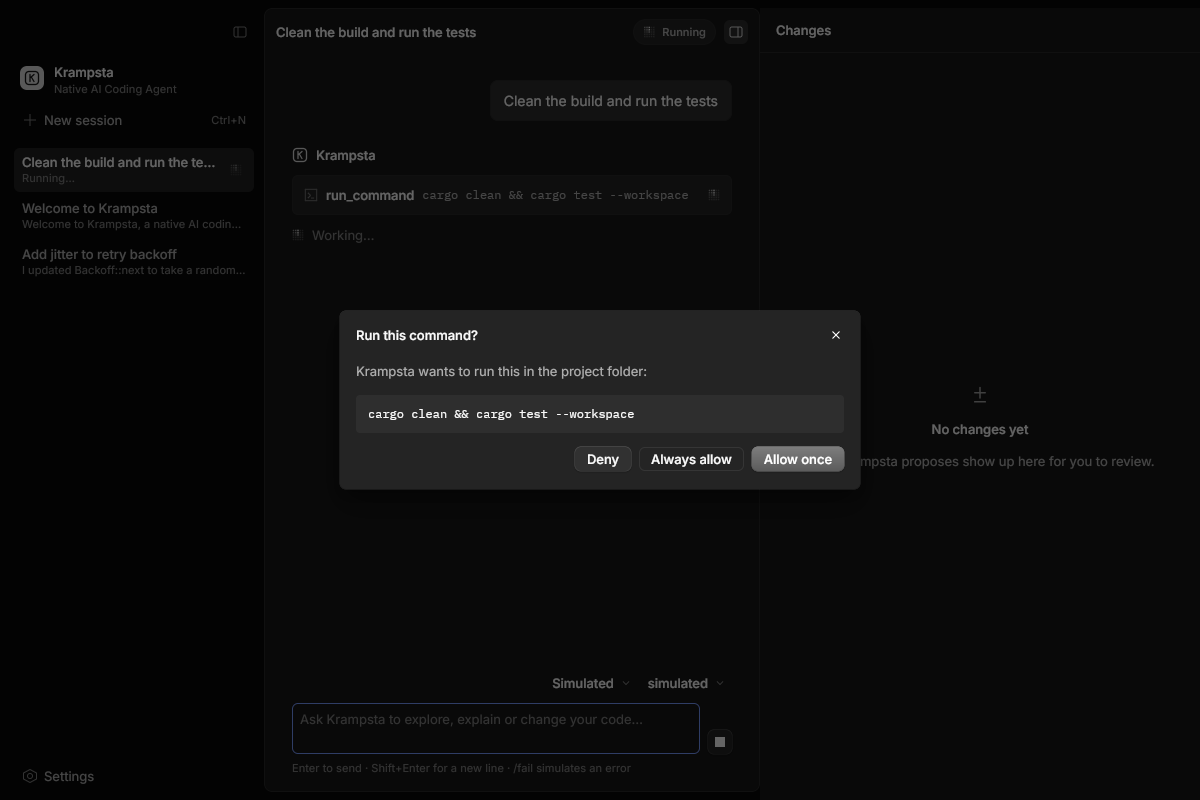 Krampsta
Native AI Coding Agent
New session
Ctrl+N
Clean the build and run the te...
Running...
Welcome to Krampsta
Welcome to Krampsta, a native AI codin...
Add jitter to retry backoff
I updated Backoff::next to take a random...
Settings
Clean the build and run the tests
Running
Clean the build and run the tests
K Krampsta
run_command cargo clean && cargo test --workspace
Working...
Run this command?
Krampsta wants to run this in the project folder:
cargo clean && cargo test --workspace
Deny
Always allow
Allow once
Simulated
simulated
Ask Krampsta to explore, explain or change your code...
Enter to send · Shift+Enter for a new line · /fail simulates an error
Changes
No changes yet
proposes show up here for you to review.